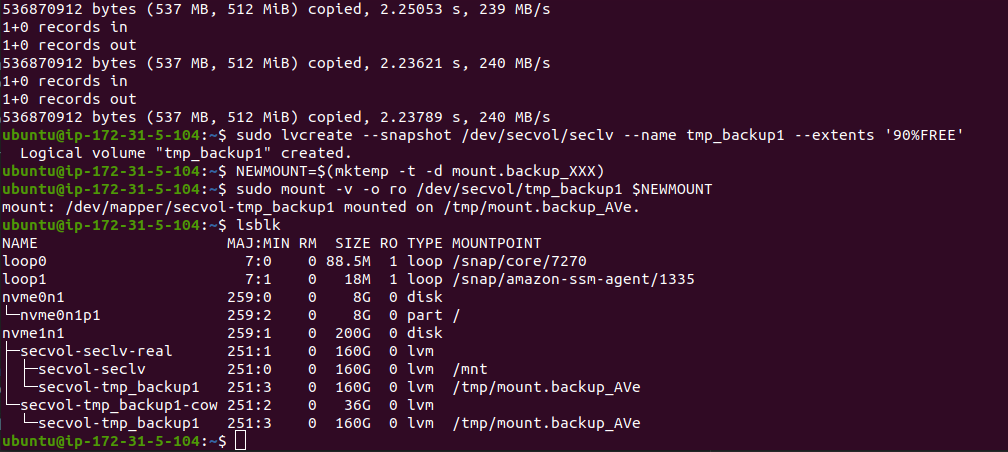 536870912 bytes (537 MB, 512 MiB) copied, 2.25053 s, 239 MB/s
1+0 records in
1+0 records out
536870912 bytes (537 MB, 512 MiB) copied, 2.23621 s, 240 MB/s
1+0 records in
1+0 records out
536870912 bytes (537 MB, 512 MiB) copied, 2.23789 s, 240 MB/s
ubuntu@ip-172-31-5-104:~$ sudo lvcreate --snapshot /dev/secvol/seclv --name tmp_backup1 --extents '90%FREE'
  Logical volume "tmp_backup1" created.
ubuntu@ip-172-31-5-104:~$ NEWMOUNT=$(mktemp -t -d mount.backup_XXX)
ubuntu@ip-172-31-5-104:~$ sudo mount -v -o ro /dev/secvol/tmp_backup1 $NEWMOUNT
mount: /dev/mapper/secvol-tmp_backup1 mounted on /tmp/mount.backup_AVe.
ubuntu@ip-172-31-5-104:~$ lsblk
NAME                       MAJ:MIN RM  SIZE RO TYPE MOUNTPOINT
loop0                        7:0    0 88.5M  1 loop /snap/core/7270
loop1                        7:1    0   18M  1 loop /snap/amazon-ssm-agent/1335
nvme0n1                    259:0    0    8G  0 disk
└─nvme0n1p1                259:2    0    8G  0 part /
nvme1n1                    259:1    0  200G  0 disk
├─secvol-seclv-real        251:1    0  160G  0 lvm
│ ├─secvol-seclv           251:0    0  160G  0 lvm  /mnt
│ └─secvol-tmp_backup1     251:3    0  160G  0 lvm  /tmp/mount.backup_AVe
└─secvol-tmp_backup1-cow   251:2    0   36G  0 lvm
  └─secvol-tmp_backup1     251:3    0  160G  0 lvm  /tmp/mount.backup_AVe
ubuntu@ip-172-31-5-104:~$